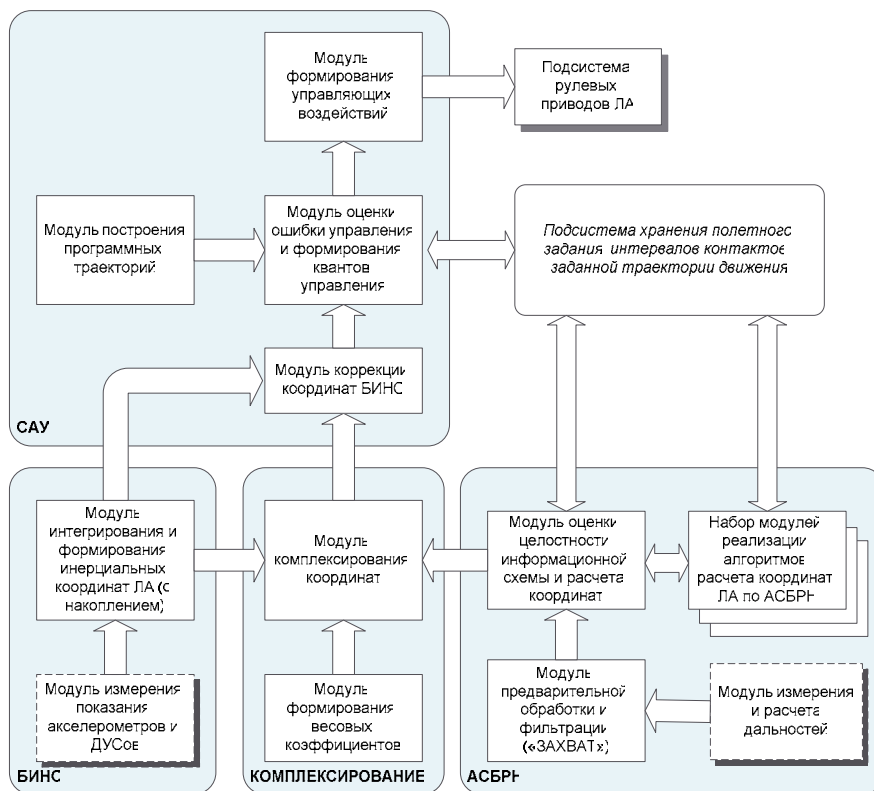 Модуль
формирования
управляющих
воздействий
Подсистема
рулевых
приводов ЛА
Модуль построения
программных
траекторий
Модуль оценки
ошибки управления
и формирования
квантов
управления
Подсистема хранения полетного
задания, интервалов контактов
заданной траектории движения
Модуль коррекции
координат БИНС
САУ
Модуль
интегрирования и
формирования
инерциальных
координат ЛА (с
накоплением)
Модуль
комплексирования
координат
Модуль оценки
целостности
информационной
схемы и расчета
координат
Набор модулей
реализации
алгоритмов
расчета координат
ЛА по АСБРН
Модуль измерения
показания
акселерометров и
ДУСов
Модуль
формирования
весовых
коэффициентов
Модуль
предварительной
обработки и
фильтрации
(«ЗАХВАТ»)
Модуль измерения
и расчета
дальностей
БИНС
КОМПЛЕКСИРОВАНИЕ
АСБРН